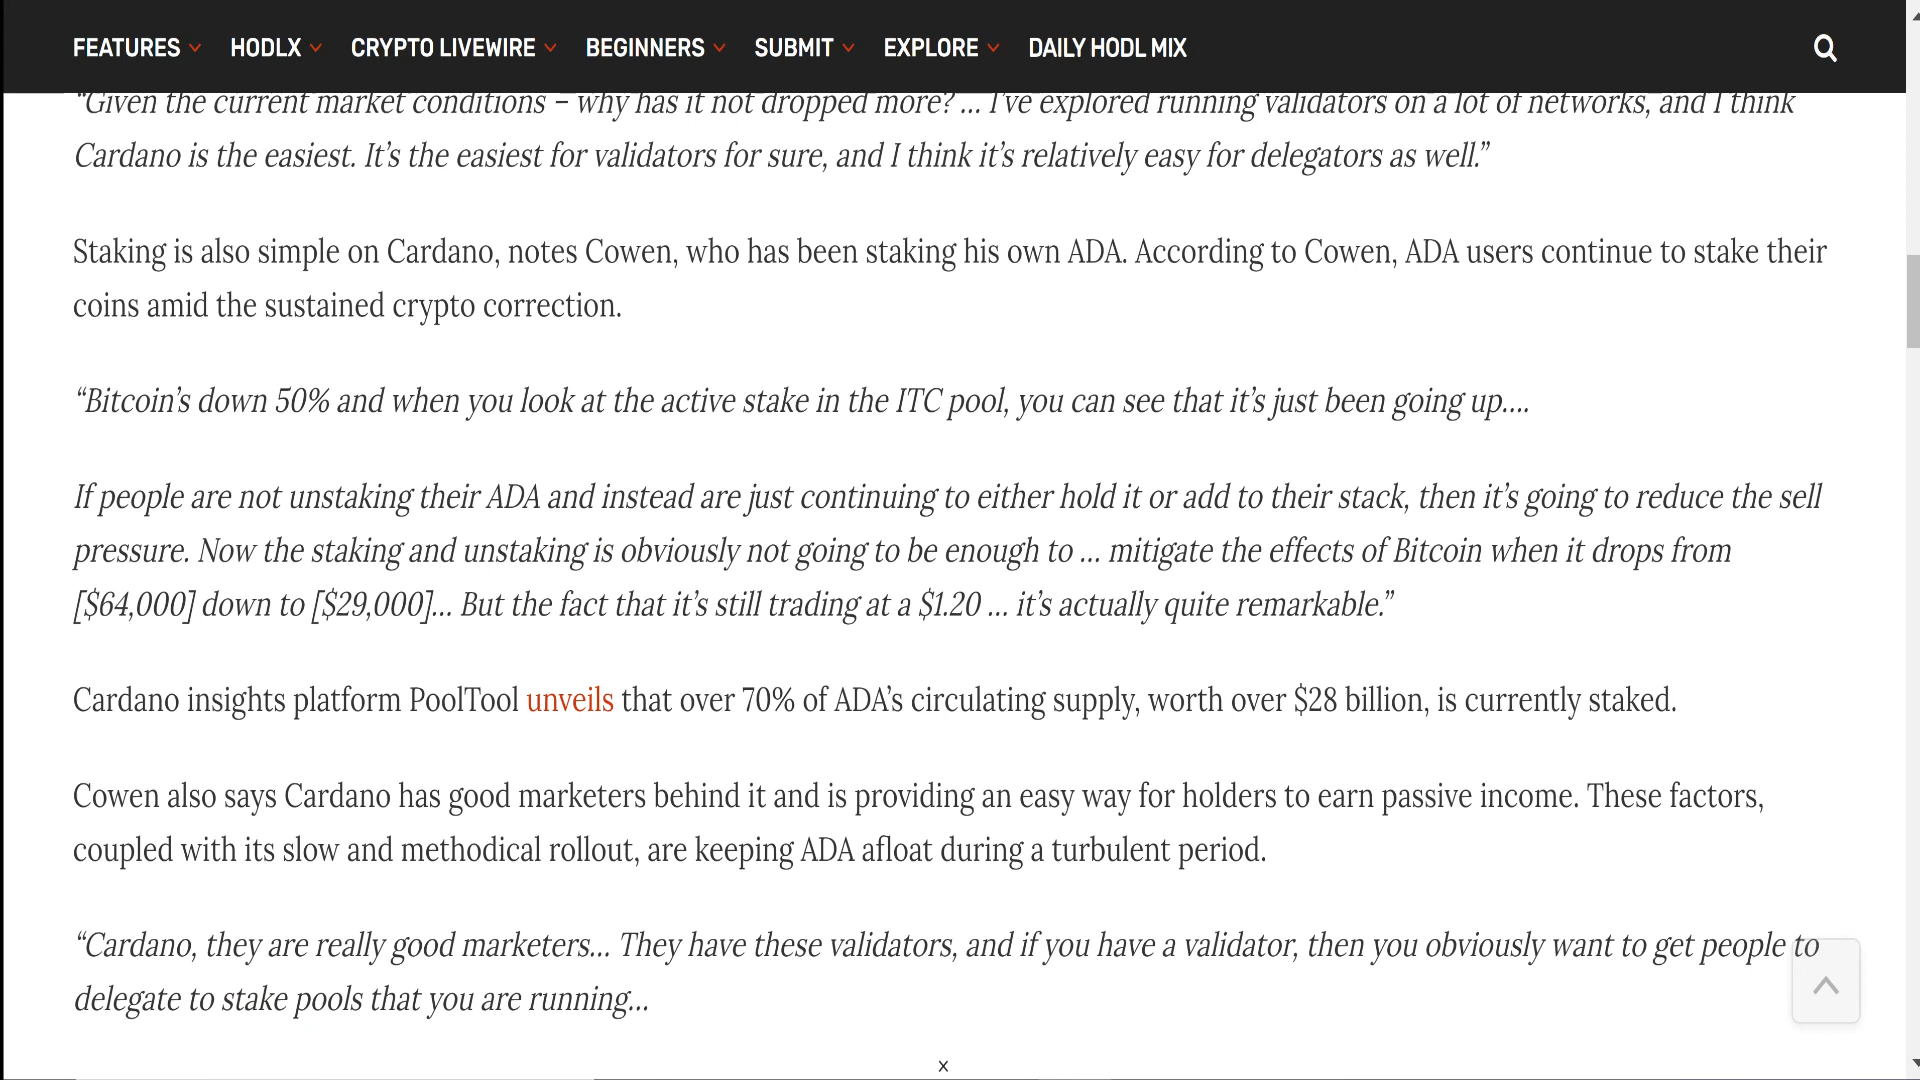 FEATURES HODLX CRYPTO LIVEWIRE BEGINNERS SUBMIT EXPLORE DAILY HODL MIX
“Given the current market conditions – why has it not dropped more? … I’ve explored running validators on a lot of networks, and I think
Cardano is the easiest. It’s the easiest for validators for sure, and I think it’s relatively easy for delegators as well.”
Staking is also simple on Cardano, notes Cowen, who has been staking his own ADA. According to Cowen, ADA users continue to stake their
coins amid the sustained crypto correction.
“Bitcoin’s down 50% and when you look at the active stake in the ITC pool, you can see that it’s just been going up….
If people are not unstaking their ADA and instead are just continuing to either hold it or add to their stack, then it’s going to reduce the sell
pressure. Now the staking and unstaking is obviously not going to be enough to … mitigate the effects of Bitcoin when it drops from
[$64,000] down to [$29,000]… But the fact that it’s still trading at a $1.20 … it’s actually quite remarkable.”
Cardano insights platform PoolTool unveils that over 70% of ADA’s circulating supply, worth over $28 billion, is currently staked.
Cowen also says Cardano has good marketers behind it and is providing an easy way for holders to earn passive income. These factors,
coupled with its slow and methodical rollout, are keeping ADA afloat during a turbulent period.
“Cardano, they are really good marketers… They have these validators, and if you have a validator, then you obviously want to get people to
delegate to stake pools that you are running…
x